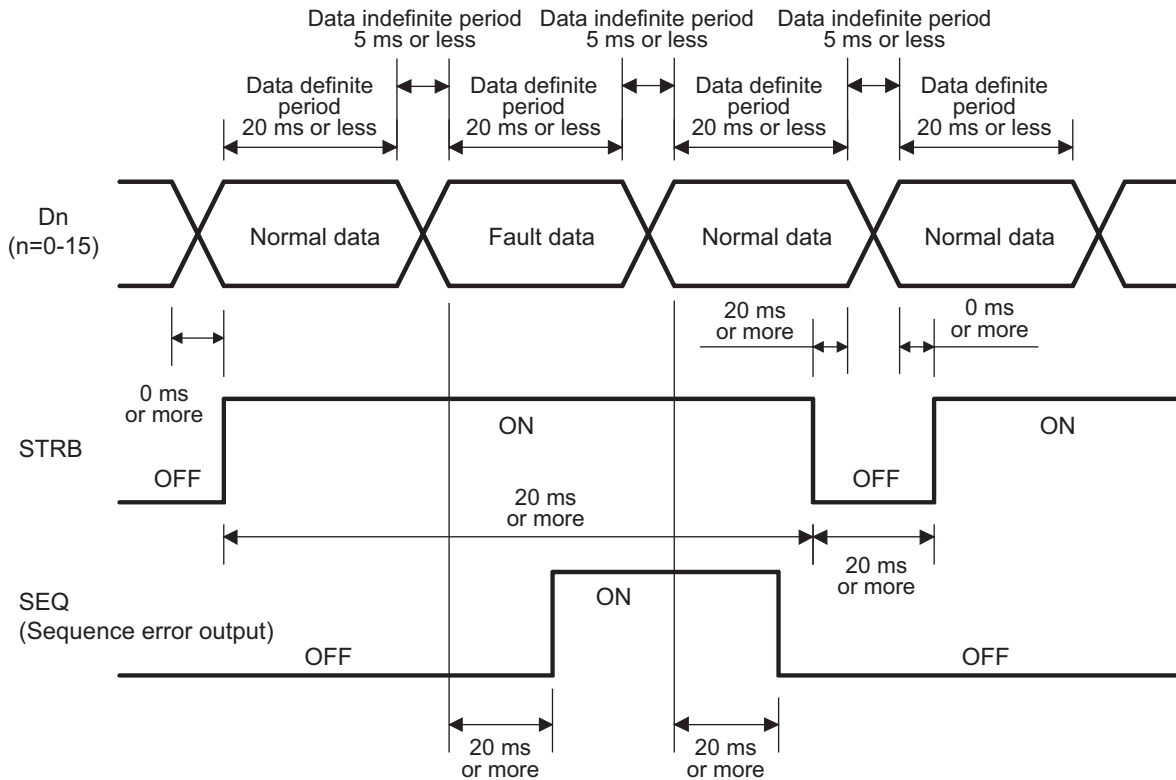 Data indefinite period
5 ms or less
Data indefinite period
5 ms or less
Data indefinite period
5 ms or less
Data definite
period
20 ms or less
Data definite
period
20 ms or less
Data definite
period
20 ms or less
Data definite
period
20 ms or less
Dn
(n=0-15)
Normal data
Fault data
Normal data
Normal data
20 ms
or more
0 ms
or more
0 ms
or more
STRB
OFF
ON
OFF
ON
20 ms
or more
20 ms
or more
SEQ
(Sequence error output)
OFF
ON
OFF
20 ms
or more
20 ms
or more